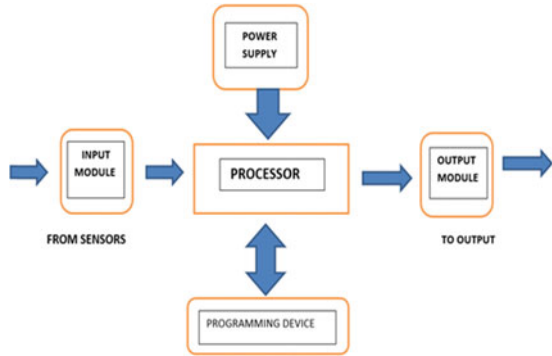 POWER
SUPPLY
INPUT
MODULE
PROCESSOR
OUTPUT
MODULE
FROM SENSORS
TO OUTPUT
PROGRAMMING DEVICE